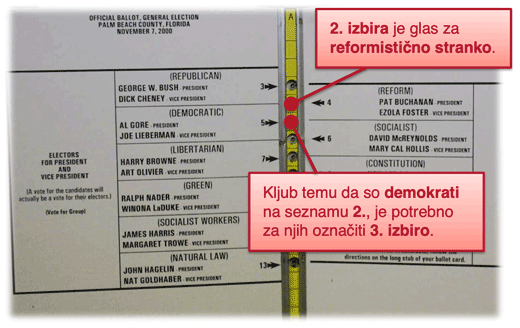 OFFICIAL BALLOT, GENERAL ELECTION
PALM BEACH COUNTY, FLORIDA
NOVEMBER 7, 2000
A
2. izbira je glas za
reformistično stranko.
(REPUBLICAN)
GEORGE W. BUSH - PRESIDENT
DICK CHENEY - VICE PRESIDENT
3
(DEMOCRATIC)
AL GORE - PRESIDENT
JOE LIEBERMAN - VICE PRESIDENT
5
(LIBERTARIAN)
HARRY BROWNE - PRESIDENT
ART OLIVIER - VICE PRESIDENT
7
(GREEN)
RALPH NADER - PRESIDENT
WINONA LaDUKE - VICE PRESIDENT
(SOCIALIST WORKERS)
JAMES HARRIS - PRESIDENT
MARGARET TROWE - VICE PRESIDENT
(NATURAL LAW)
JOHN HAGELIN - PRESIDENT
NAT GOLDHABER - VICE PRESIDENT
13
ELECTORS
FOR PRESIDENT
AND
VICE PRESIDENT
(A vote for the candidates will
actually be a vote for their electors.)
(Vote for Group)
(REFORM)
4
PAT BUCHANAN - PRESIDENT
EZOLA FOSTER - VICE PRESIDENT
(SOCIALIST)
6
DAVID McREYNOLDS - PRESIDENT
MARY CAL HOLLIS - VICE PRESIDENT
(CONSTITUTION)
Kljub temu da so demokrati
na seznamu 2., je potrebno
za njih označiti 3. izbiro.
directions on the long stub of your ballot card.